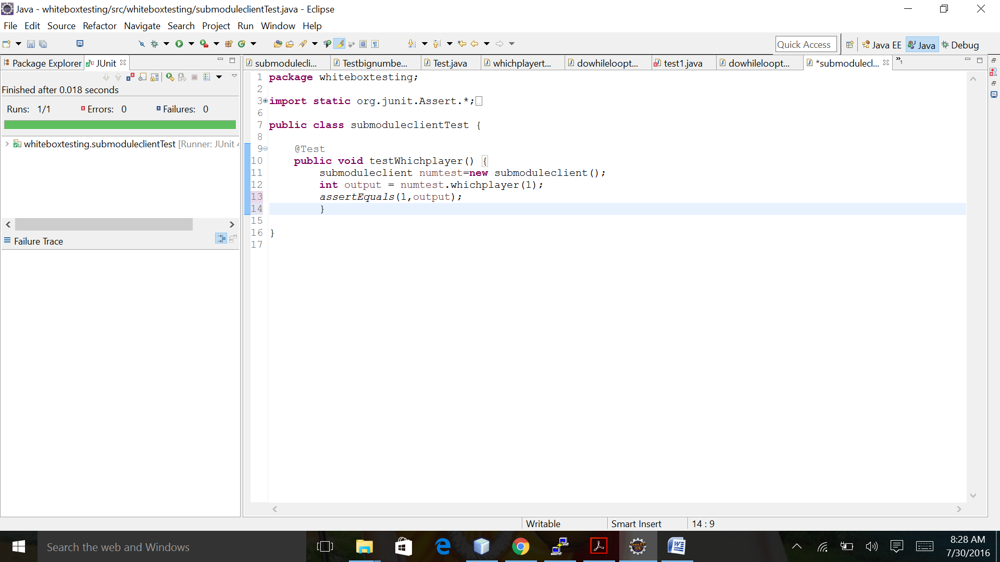 Java - whiteboxtesting/src/whiteboxtesting/submoduleclientTest.java - Eclipse
File Edit Source Refactor Navigate Search Project Run Window Help
Quick Access Java EE Java Debug
Package Explorer JUnit
submodulecli... Testbignumbe... Test.java whichplayert... dowhileloopt... test1.java dowhileloopt... *submodulecl... »1
Finished after 0.018 seconds
Runs: 1/1 Errors: 0 Failures: 0
whiteboxtesting.submoduleclientTest [Runner: JUnit 4
Failure Trace
1 package whiteboxtesting;
2
3 import static org.junit.Assert.*;
6
7 public class submoduleclientTest {
8
9 @Test
10 public void testWhichplayer() {
11 submoduleclient numtest=new submoduleclient();
12 int output = numtest.whichplayer(1);
13 assertEquals(1,output);
14 }
15
16 }
17
Writable Smart Insert 14 : 9
Search the web and Windows
8:28 AM
7/30/2016